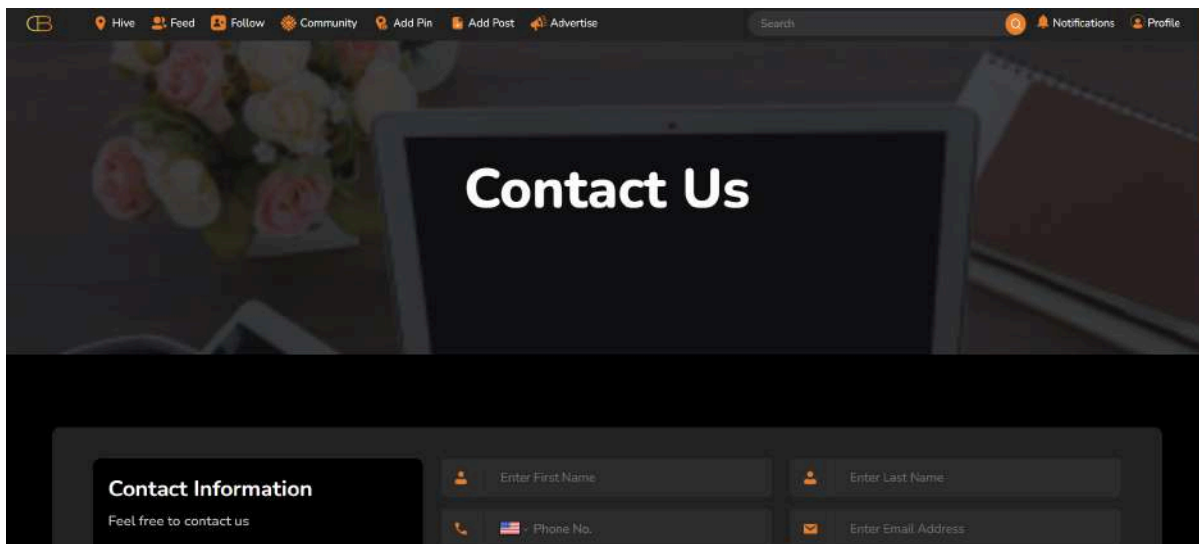 CB
Hive Feed Follow Community Add Pin Add Post Advertise Search Notifications Profile
Contact Us
Contact Information
Feel free to contact us
Enter First Name Enter Last Name
Phone No. Enter Email Address